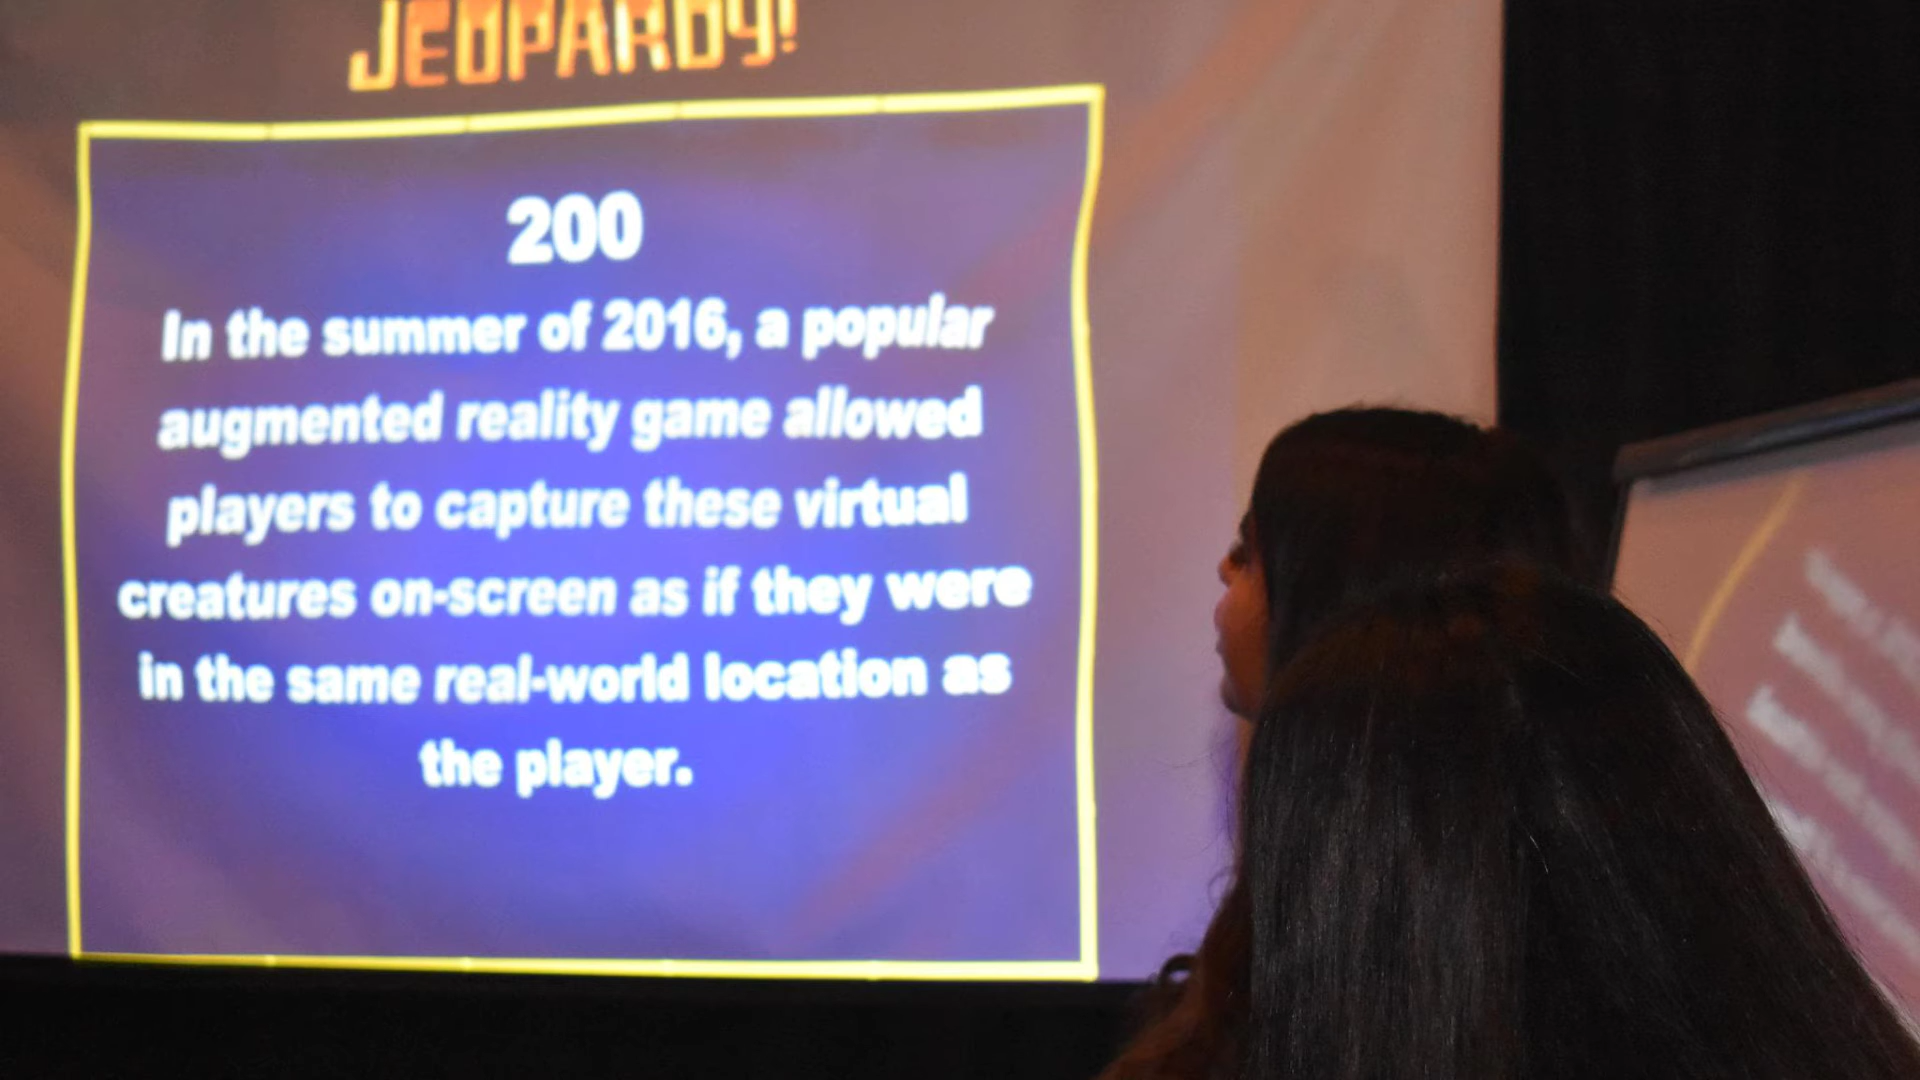 JEOPARDY!
200
In the summer of 2016, a popular
augmented reality game allowed
players to capture these virtual
creatures on-screen as if they were
in the same real-world location as
the player.